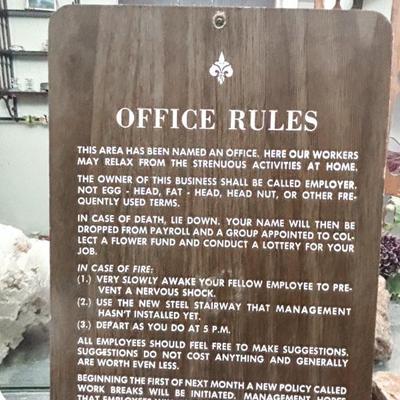 OFFICE RULES
THIS AREA HAS BEEN NAMED AN OFFICE. HERE OUR WORKERS
MAY RELAX FROM THE STRENUOUS ACTIVITIES AT HOME.
THE OWNER OF THIS BUSINESS SHALL BE CALLED EMPLOYER.
NOT EGG - HEAD, FAT - HEAD, HEAD NUT, OR OTHER FRE-
QUENTLY USED TERMS.
IN CASE OF DEATH, LIE DOWN. YOUR NAME WILL THEN BE
DROPPED FROM PAYROLL AND A GROUP APPOINTED TO COL-
LECT A FLOWER FUND AND CONDUCT A LOTTERY FOR YOUR
JOB.
IN CASE OF FIRE:
(1.) VERY SLOWLY AWAKE YOUR FELLOW EMPLOYEE TO PRE-
VENT A NERVOUS SHOCK.
(2.) USE THE NEW STEEL STAIRWAY THAT MANAGEMENT
HASN'T INSTALLED YET.
(3.) DEPART AS YOU DO AT 5 P.M.
ALL EMPLOYEES SHOULD FEEL FREE TO MAKE SUGGESTIONS.
SUGGESTIONS DO NOT COST ANYTHING AND GENERALLY
ARE WORTH EVEN LESS.
BEGINNING THE FIRST OF NEXT MONTH A NEW POLICY CALLED
WORK BREAKS WILL BE INITIATED. MANAGEMENT HOPES
THAT EMPLOYEES